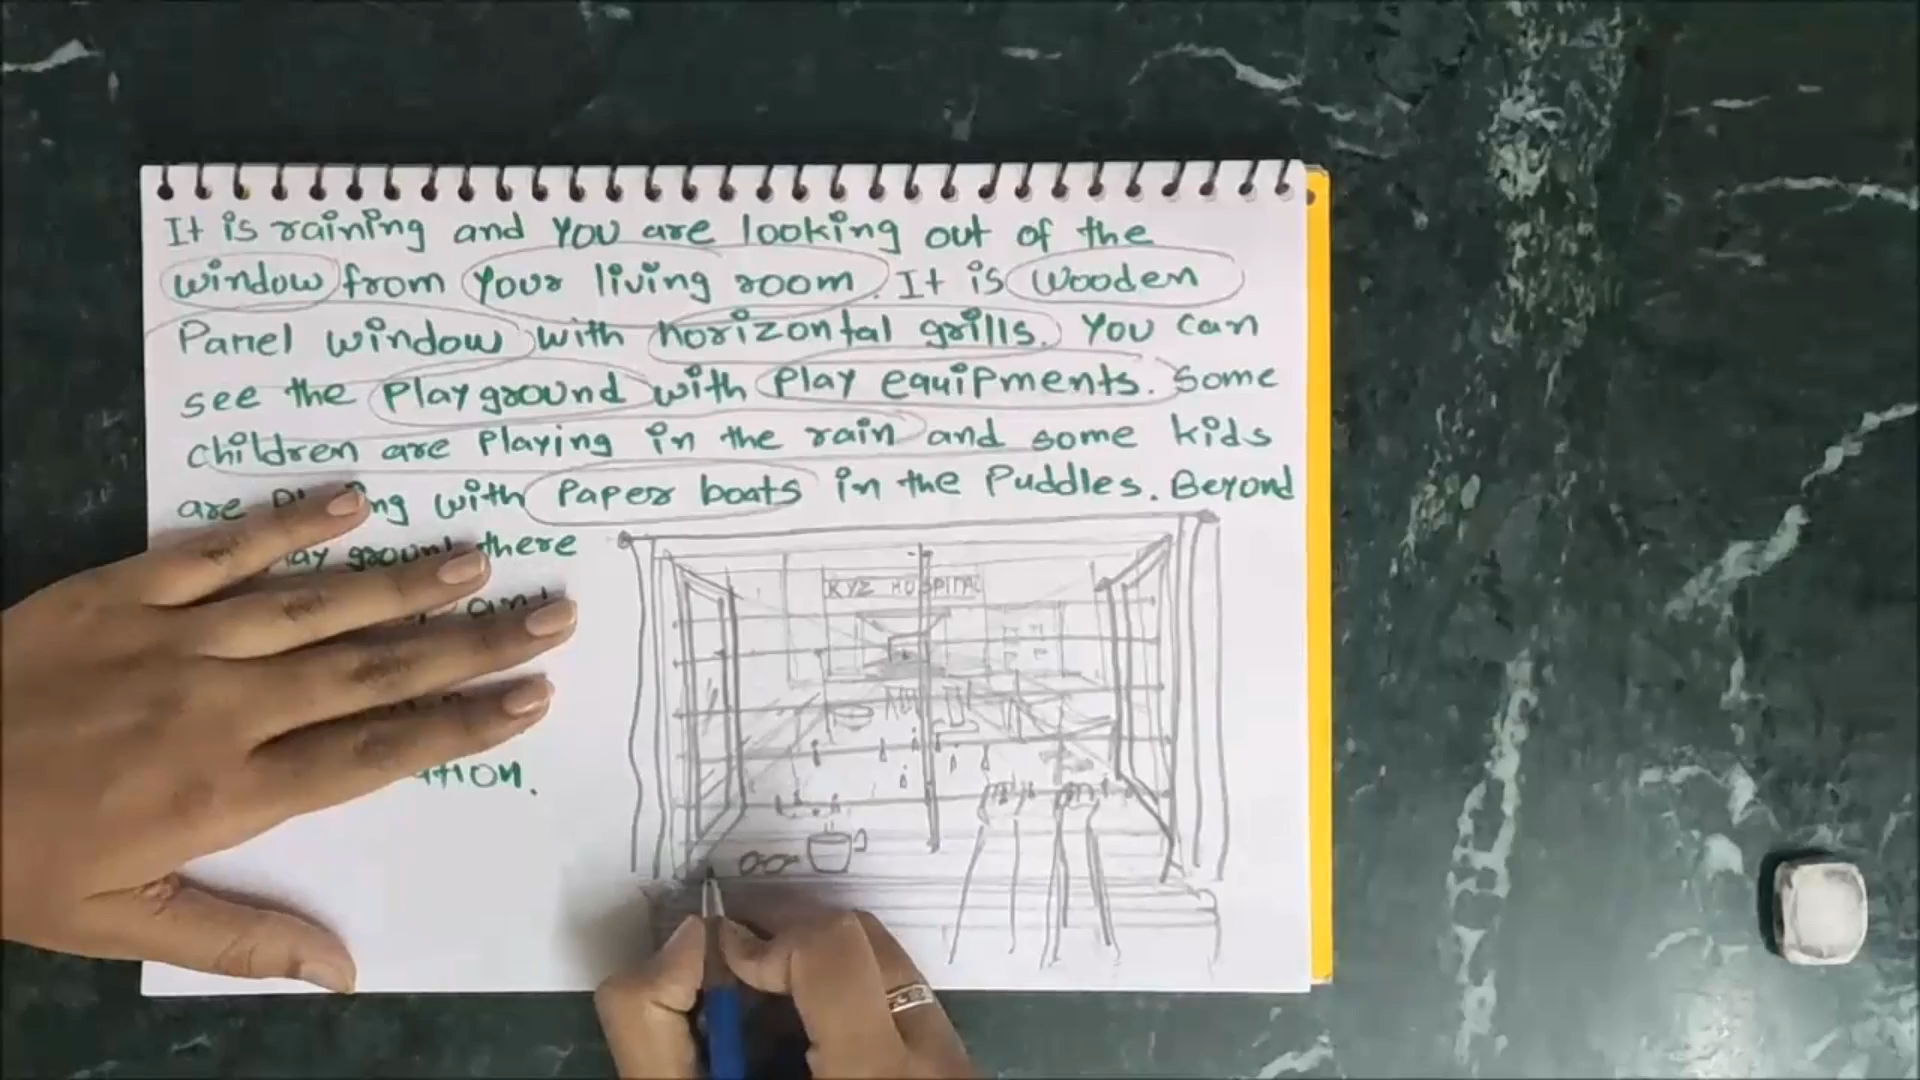 It is raining and you are looking out of the
window from your living room. It is wooden
Panel window with horizontal grills. You can
see the Playground with Play equipments. Some
children are Playing in the rain and some kids
are with Paper boats in the Puddles. Beyond
ground there
XYZ HOSPITAL